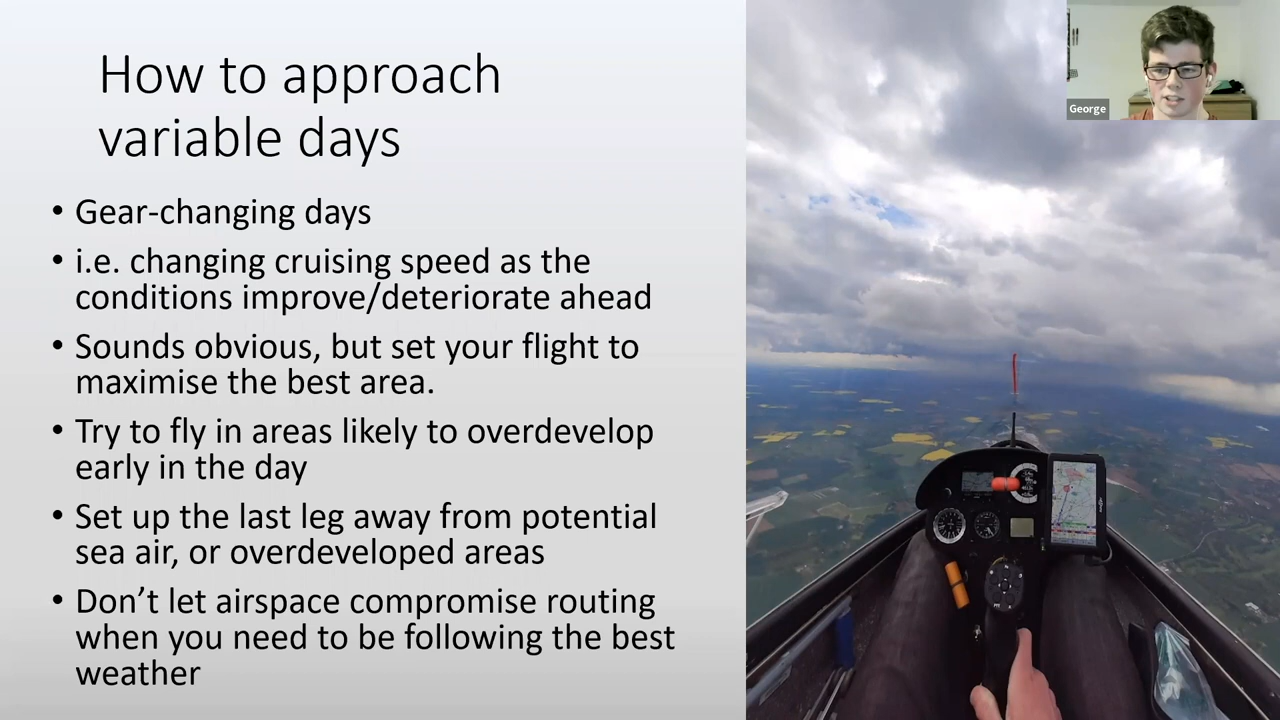 How to approach
variable days
• Gear-changing days
• i.e. changing cruising speed as the
conditions improve/deteriorate ahead
• Sounds obvious, but set your flight to
maximise the best area.
• Try to fly in areas likely to overdevelop
early in the day
• Set up the last leg away from potential
sea air, or overdeveloped areas
• Don’t let airspace compromise routing
when you need to be following the best
weather
George